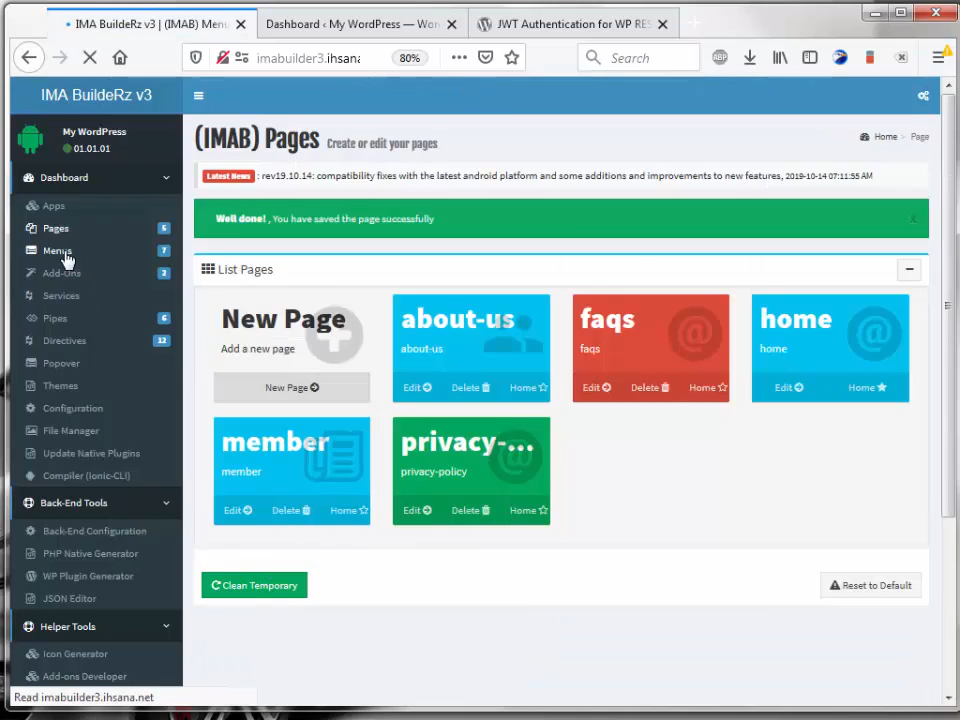 IMA BuildeRz v3 | (IMAB) Menu
Dashboard ‹ My WordPress — Wor
JWT Authentication for WP RES
imabuilder3.ihsana
80%
Search
ABP
IMA BuildeRz v3
My WordPress
01.01.01
Dashboard
Apps
Pages 5
Menus 7
Add-Ons 2
Services
Pipes 6
Directives 12
Popover
Themes
Configuration
File Manager
Update Native Plugins
Compiler (Ionic-CLI)
Back-End Tools
Back-End Configuration
PHP Native Generator
WP Plugin Generator
JSON Editor
Helper Tools
Icon Generator
Add-ons Developer
Read imabuilder3.ihsana.net
(IMAB) Pages Create or edit your pages
Home > Page
Latest News : rev19.10.14: compatibility fixes with the latest android platform and some additions and improvements to new features, 2019-10-14 07:11:55 AM
Well done! , You have saved the page successfully x
List Pages
New Page
Add a new page
New Page
about-us
about-us
Edit Delete Home
faqs
faqs
Edit Delete Home
home
home
Edit Home
member
member
Edit Delete Home
privacy-...
privacy-policy
Edit Delete Home
Clean Temporary
Reset to Default